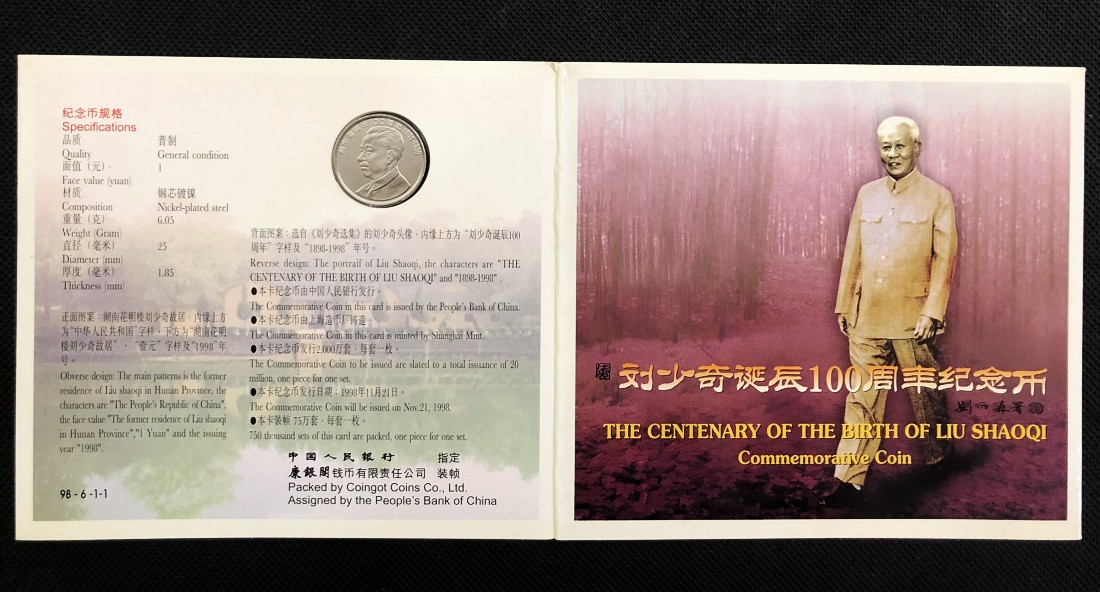 纪念币规格
Specifications
品质 普制
Quality General condition
面值（元）· 1
Face value (yuan)
材质 钢芯镀镍
Composition Nickel-plated steel
重量（克） 6.05
Weight (Gram)
直径（毫米） 25
Diameter (mm)
厚度（毫米） 1.85
Thickness (mm)
正面图案：湖南花明楼刘少奇故居，内缘上方
为“中华人民共和国”字样，下方为“湖南花明
楼刘少奇故居”、“壹元”字样及“1998”年
号。
Obverse design: The main patterns is the former
residence of Liu shaoqi in Hunan Province, the
characters are "The People's Republic of China",
the face value "The former residence of Liu shaoqi
in Hunan Province","1 Yuan" and the issuing
year "1998".
98-6-1-1
背面图案：选自《刘少奇选集》的刘少奇头像，内缘上方为“刘少奇诞辰100
周年”字样及“1898-1998”年号。
Reverse design: The portraif of Liu Shaoqi, the characters are "THE
CENTENARY OF THE BIRTH OF LIU SHAOQI" and "1898-1998".
●本卡纪念币由中国人民银行发行。
The Commemorative Coin in this card is issued by the People's Bank of China.
●本卡纪念币由上海造币厂铸造。
The Commemorative Coin in this card is minted by Shanghai Mint.
●本卡纪念币发行2,000万套，每套一枚。
The Commemorative Coin to be issued are slated to a total issuance of 20
million, one piece for one set.
●本卡纪念币发行日期：1998年11月21日。
The Commemorative Coin will be issued on Nov.21, 1998.
●本卡装帧 75万套，每套一枚。
750 thousand sets of this card are packed, one piece for one set.
中国人民银行 指定
康银阁钱币有限责任公司 装帧
Packed by Coingot Coins Co., Ltd.
Assigned by the People's Bank of China
刘少奇诞辰100周年纪念币
THE CENTENARY OF THE BIRTH OF LIU SHAOQI
Commemorative Coin